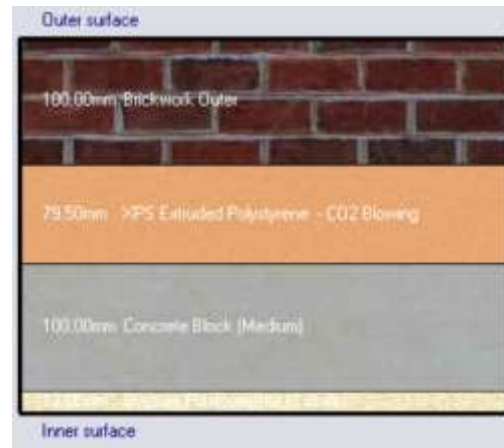 Outer surface
100.00mm Brickwork Outer
79.50mm XPS Extruded Polystyrene - CO2 Blowing
100.00mm Concrete Block (Medium)
Inner surface